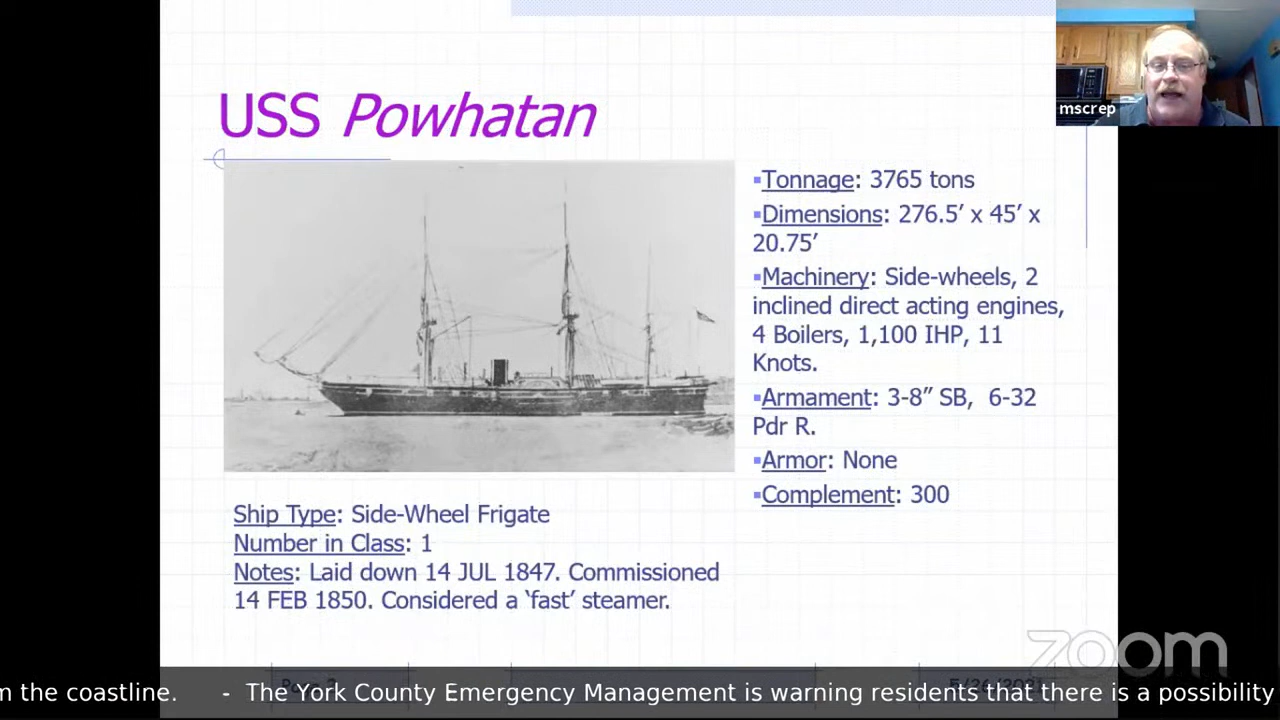 USS Powhatan
mscrep
▪Tonnage: 3765 tons
▪Dimensions: 276.5’ x 45’ x
20.75’
▪Machinery: Side-wheels, 2
inclined direct acting engines,
4 Boilers, 1,100 IHP, 11
Knots.
▪Armament: 3-8” SB,  6-32
Pdr R.
▪Armor: None
▪Complement: 300
Ship Type: Side-Wheel Frigate
Number in Class: 1
Notes: Laid down 14 JUL 1847. Commissioned
14 FEB 1850. Considered a ‘fast’ steamer.
zoom
the coastline.      -  The York County Emergency Management is warning residents that there is a possibility